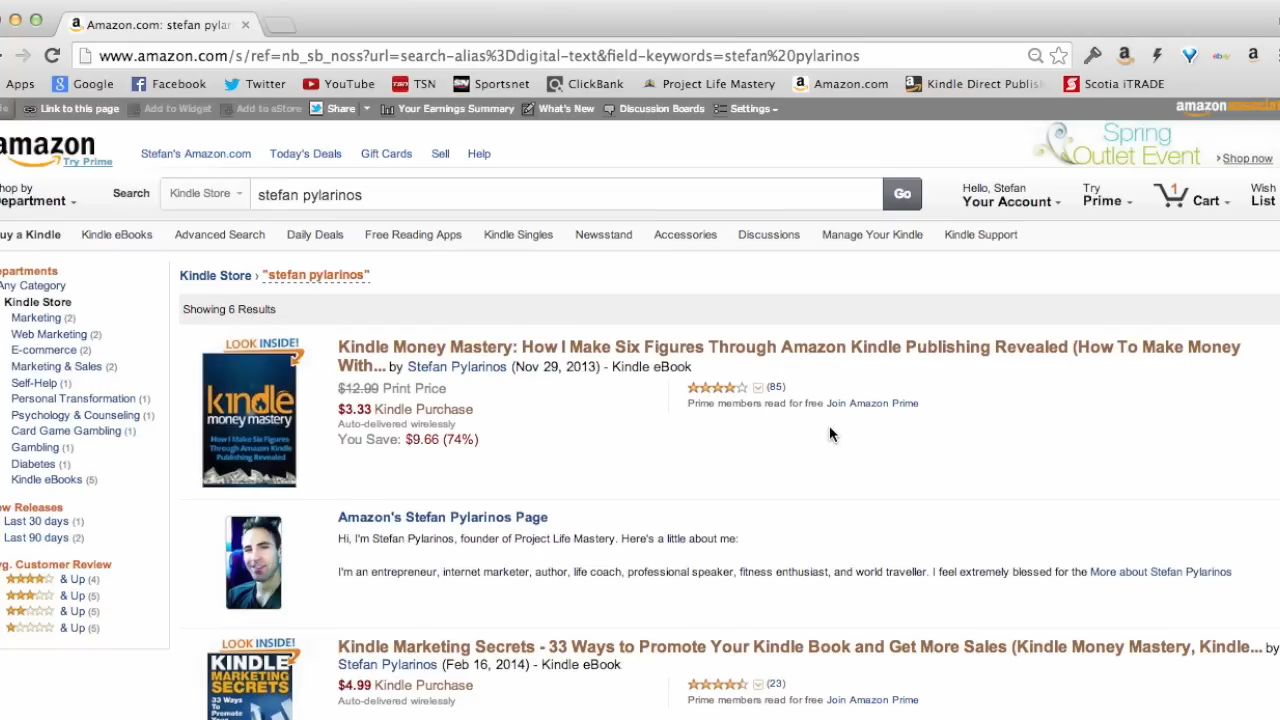 Amazon.com: stefan pylar
www.amazon.com/s/ref=nb_sb_noss?url=search-alias%3Ddigital-text&field-keywords=stefan%20pylarinos
Apps Google Facebook Twitter YouTube TSN Sportsnet ClickBank Project Life Mastery Amazon.com Kindle Direct Publish Scotia iTRADE
Link to this page Add to Widget Add to aStore Share Your Earnings Summary What's New Discussion Boards Settings
amazon
amazon
Try Prime
Stefan's Amazon.com Today's Deals Gift Cards Sell Help
Spring
Outlet Event
Shop now
hop by
epartment
Search Kindle Store stefan pylarinos Go
Hello, Stefan
Your Account
Try
Prime
1
Cart
Wish
List
uy a Kindle Kindle eBooks Advanced Search Daily Deals Free Reading Apps Kindle Singles Newsstand Accessories Discussions Manage Your Kindle Kindle Support
epartments
Any Category
Kindle Store
Marketing (2)
Web Marketing (2)
E-commerce (2)
Marketing & Sales (2)
Self-Help (1)
Personal Transformation (1)
Psychology & Counseling (1)
Card Game Gambling (1)
Gambling (1)
Diabetes (1)
Kindle eBooks (5)
ew Releases
Last 30 days (1)
Last 90 days (2)
vg. Customer Review
& Up (4)
& Up (5)
& Up (5)
& Up (5)
Kindle Store › "stefan pylarinos"
Showing 6 Results
LOOK INSIDE!
kindle
money mastery
How I Make Six Figures
Through Amazon Kindle
Publishing Revealed
Kindle Money Mastery: How I Make Six Figures Through Amazon Kindle Publishing Revealed (How To Make Money
With... by Stefan Pylarinos (Nov 29, 2013) - Kindle eBook
$12.99 Print Price
$3.33 Kindle Purchase
Auto-delivered wirelessly
You Save: $9.66 (74%)
(85)
Prime members read for free Join Amazon Prime
Amazon's Stefan Pylarinos Page
Hi, I'm Stefan Pylarinos, founder of Project Life Mastery. Here's a little about me:
I'm an entrepreneur, internet marketer, author, life coach, professional speaker, fitness enthusiast, and world traveller. I feel extremely blessed for the More about Stefan Pylarinos
LOOK INSIDE!
KINDLE
MARKETING
SECRETS
33 Ways
To Promote
Kindle Marketing Secrets - 33 Ways to Promote Your Kindle Book and Get More Sales (Kindle Money Mastery, Kindle... by
Stefan Pylarinos (Feb 16, 2014) - Kindle eBook
$4.99 Kindle Purchase
Auto-delivered wirelessly
(23)
Prime members read for free Join Amazon Prime